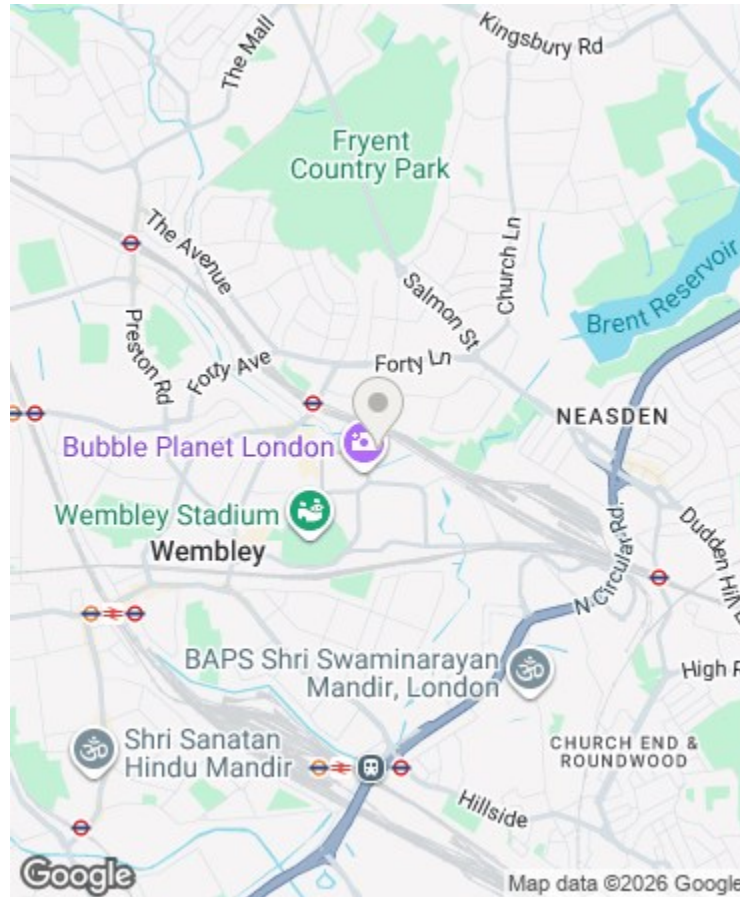 Kingsbury Rd
The Mall
Fryent
Country Park
The Avenue
Church Ln
Salmon St
Brent Reservoir
Preston Rd
Forty Ave
Forty Ln
NEASDEN
Bubble Planet London
Wembley Stadium
Wembley
N Circular Rd
Dudden Hill L
BAPS Shri Swaminarayan
Mandir, London
High R
Shri Sanatan
Hindu Mandir
CHURCH END &
ROUNDWOOD
Hillside
Google
Map data ©2026 Google